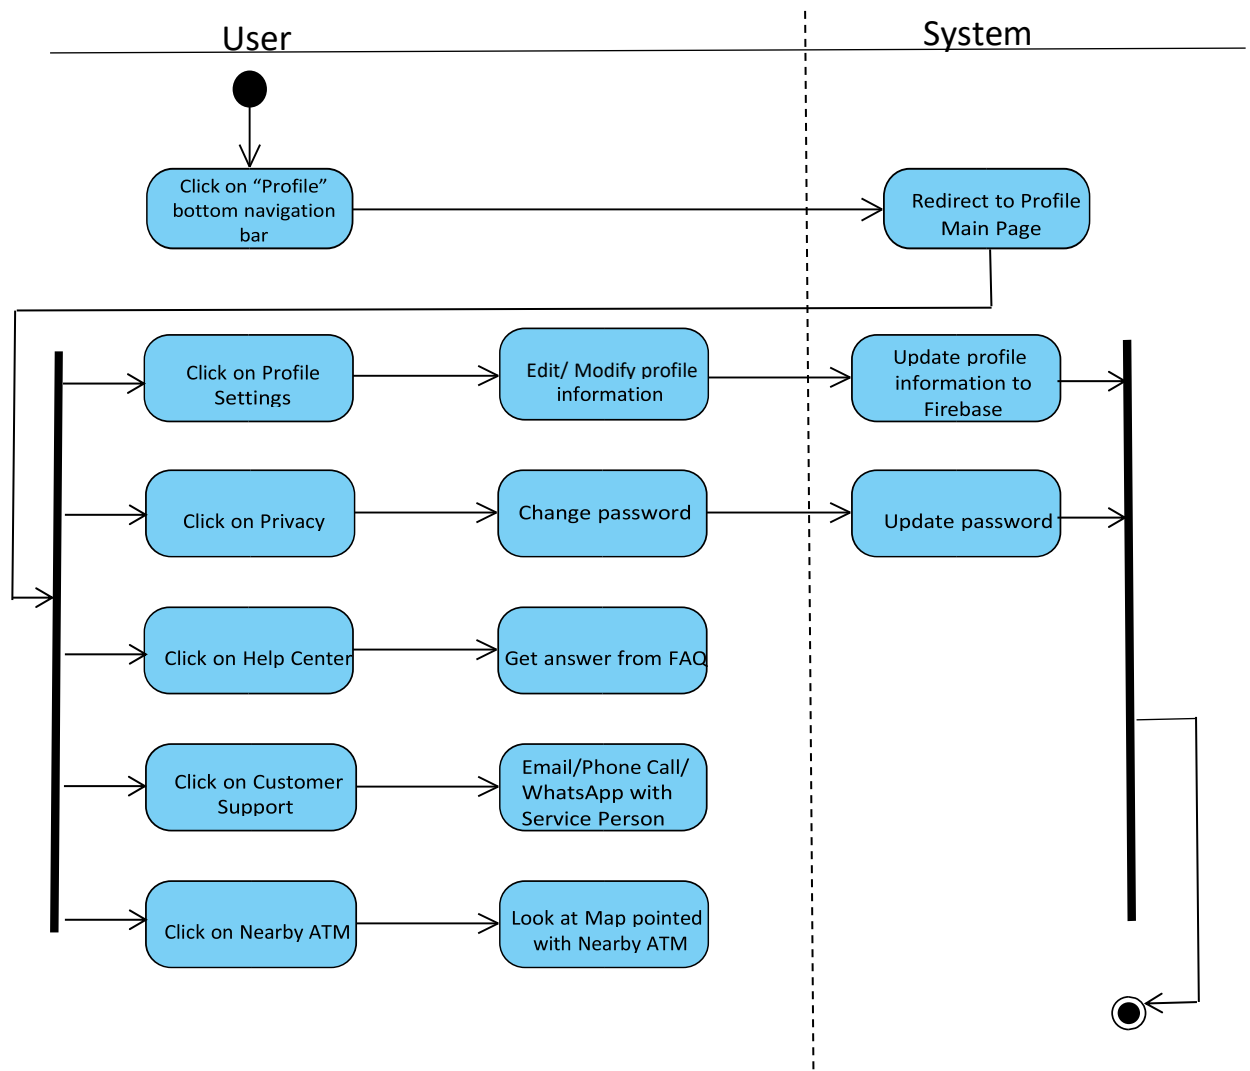 User
System
Click on “Profile”
bottom navigation
bar
Redirect to Profile
Main Page
Click on Profile
Settings
Edit/ Modify profile
information
Update profile
information to
Firebase
Click on Privacy
Change password
Update password
Click on Help Center
Get answer from FAQ
Click on Customer
Support
Email/Phone Call/
WhatsApp with
Service Person
Click on Nearby ATM
Look at Map pointed
with Nearby ATM